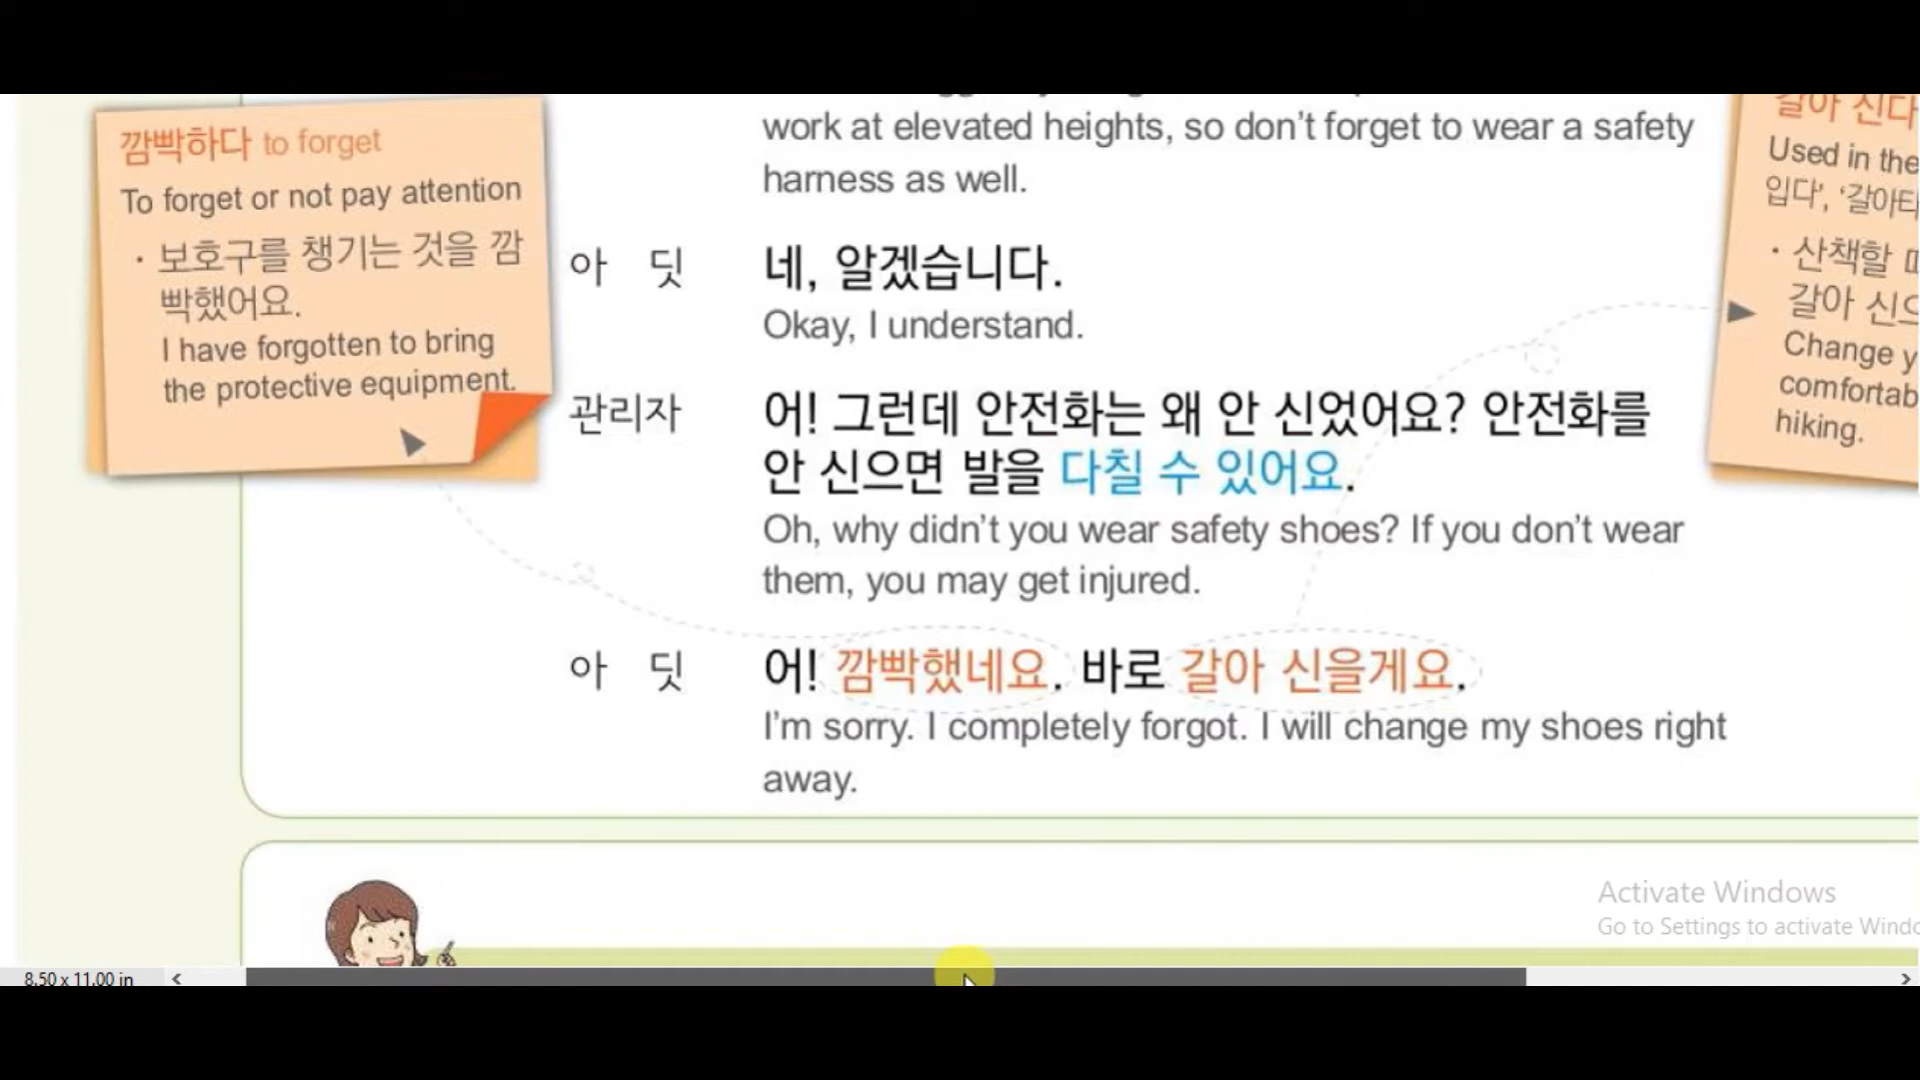 깜빡하다 to forget
To forget or not pay attention
· 보호구를 챙기는 것을 깜
빡했어요.
I have forgotten to bring
the protective equipment.
work at elevated heights, so don't forget to wear a safety
harness as well.
아 딧
네, 알겠습니다.
Okay, I understand.
관리자
어! 그런데 안전화는 왜 안 신었어요? 안전화를
안 신으면 발을 다칠 수 있어요.
Oh, why didn't you wear safety shoes? If you don't wear
them, you may get injured.
아 딧
어! 깜빡했네요. 바로 갈아 신을게요.
I'm sorry. I completely forgot. I will change my shoes right
away.
갈아 신다
Used in the
입다', '갈아타
· 산책할
갈아 신으
Change y
comfortab
hiking.
Activate Windows
Go to Settings to activate Windo
8.50 x 11.00 in